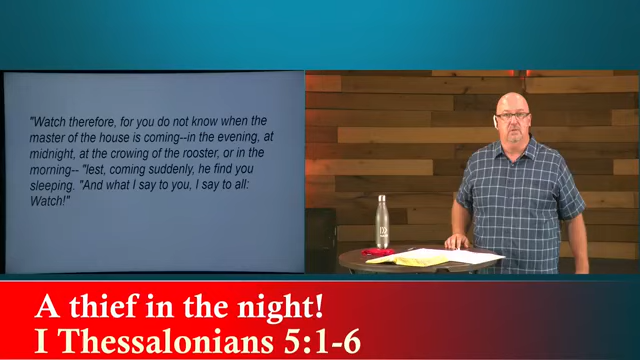 "Watch therefore, for you do not know when the
master of the house is coming--in the evening, at
midnight, at the crowing of the rooster, or in the
morning-- "lest, coming suddenly, he find you
sleeping. "And what I say to you, I say to all:
Watch!"
A thief in the night!
I Thessalonians 5:1-6